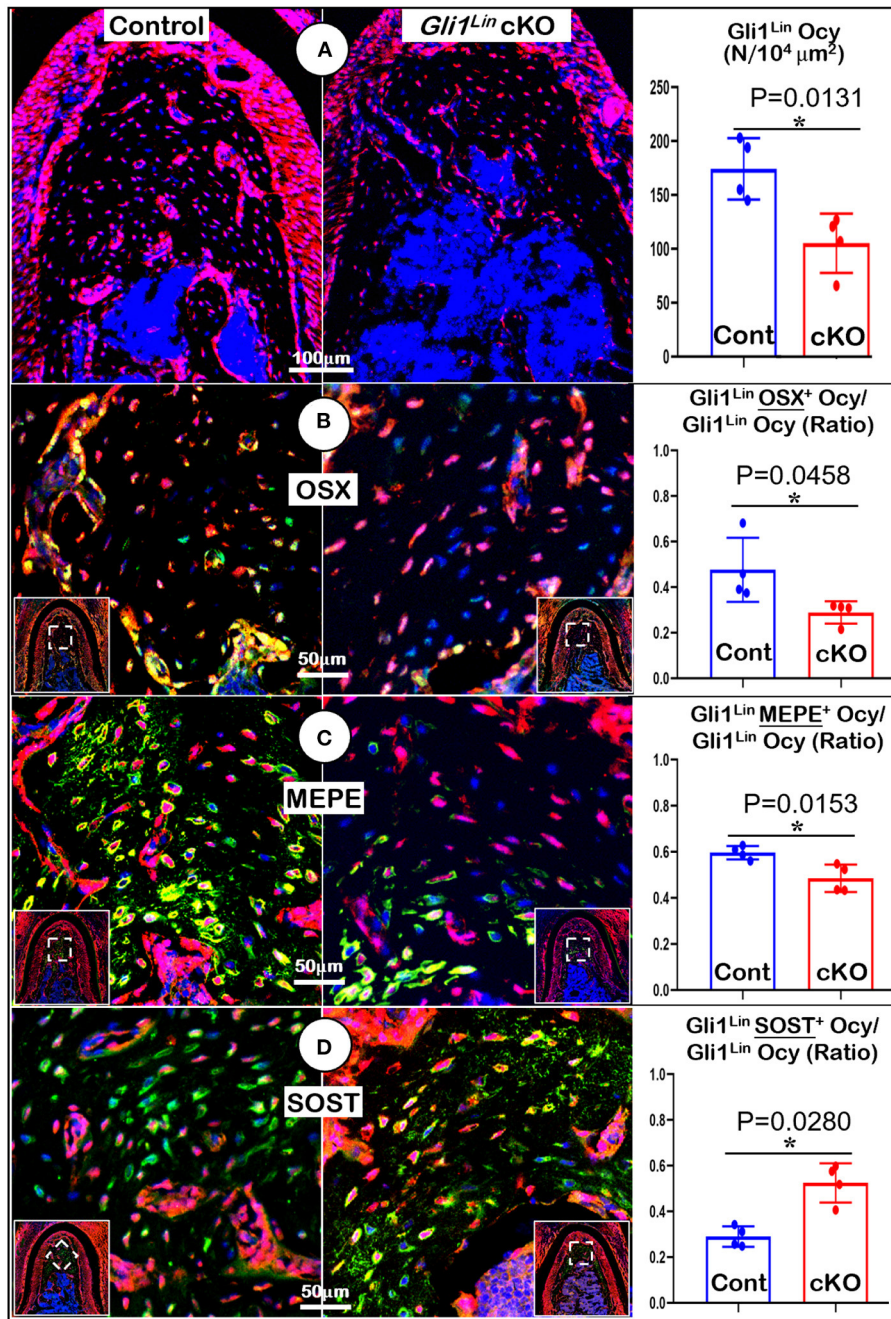 Control
Gli1Lin cKO
A
100µm
Gli1Lin Ocy
(N/10⁴ µm²)
250
200
150
100
50
0
P=0.0131
*
Cont
cKO
B
OSX
50µm
Gli1Lin OSX+ Ocy/
Gli1Lin Ocy (Ratio)
1.0
0.8
0.6
0.4
0.2
0.0
P=0.0458
*
Cont
cKO
C
MEPE
50µm
Gli1Lin MEPE+ Ocy/
Gli1Lin Ocy (Ratio)
1.0
0.8
0.6
0.4
0.2
0.0
P=0.0153
*
Cont
cKO
D
SOST
50µm
Gli1Lin SOST+ Ocy/
Gli1Lin Ocy (Ratio)
1.0
0.8
0.6
0.4
0.2
0.0
P=0.0280
*
Cont
cKO